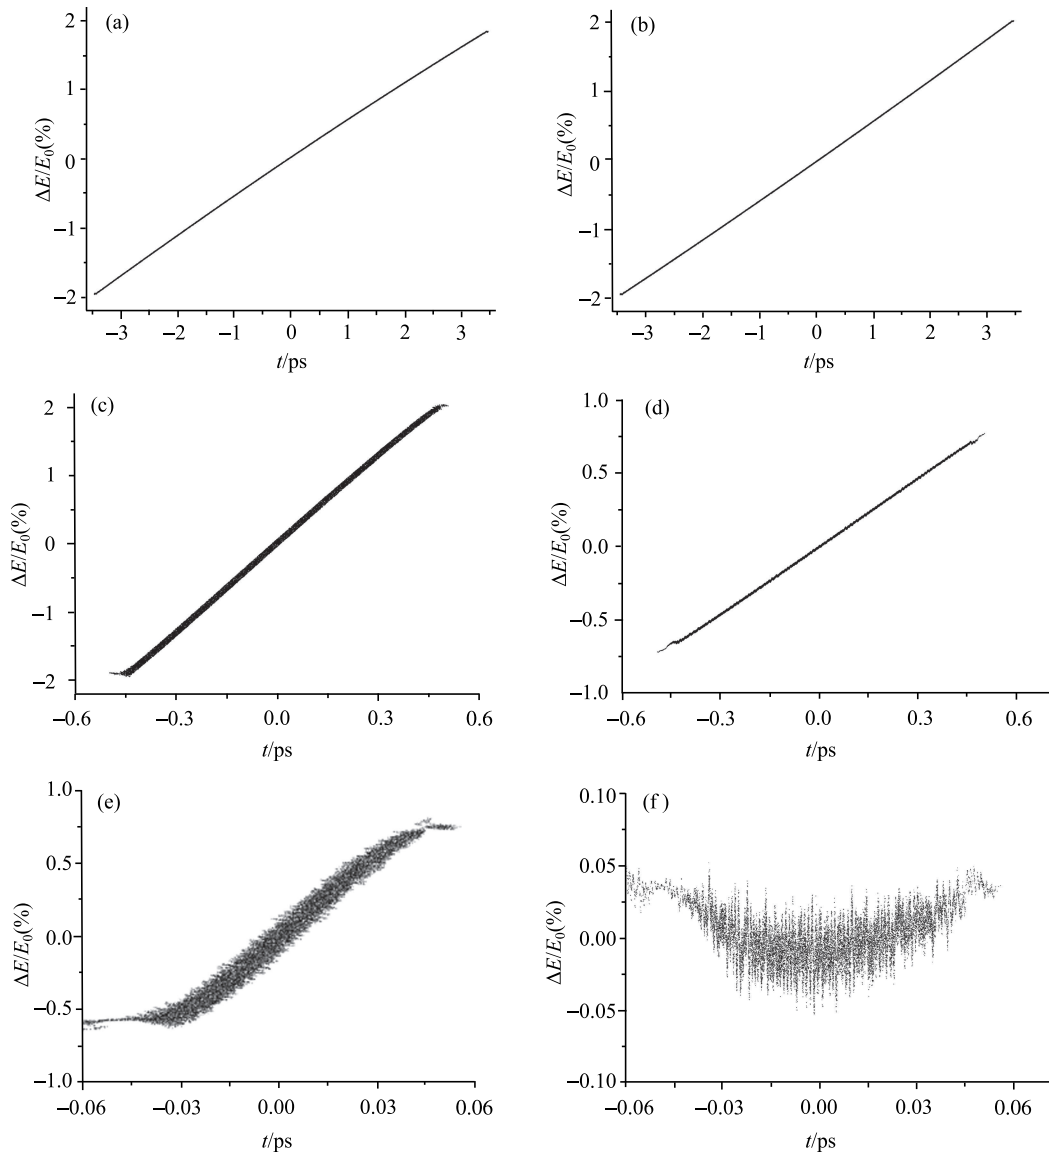 (a)
2
1
0
−1
−2
ΔE/E₀(%)
−3 −2 −1 0 1 2 3
t/ps
(b)
2
1
0
−1
−2
ΔE/E₀(%)
−3 −2 −1 0 1 2 3
t/ps
(c)
2
1
0
−1
−2
ΔE/E₀(%)
−0.6 −0.3 0.0 0.3 0.6
t/ps
(d)
1.0
0.5
0.0
−0.5
−1.0
ΔE/E₀(%)
−0.6 −0.3 0.0 0.3 0.6
t/ps
(e)
1.0
0.5
0.0
−0.5
−1.0
ΔE/E₀(%)
−0.06 −0.03 0.00 0.03 0.06
t/ps
(f)
0.10
0.05
0.00
−0.05
−0.10
ΔE/E₀(%)
−0.06 −0.03 0.00 0.03 0.06
t/ps